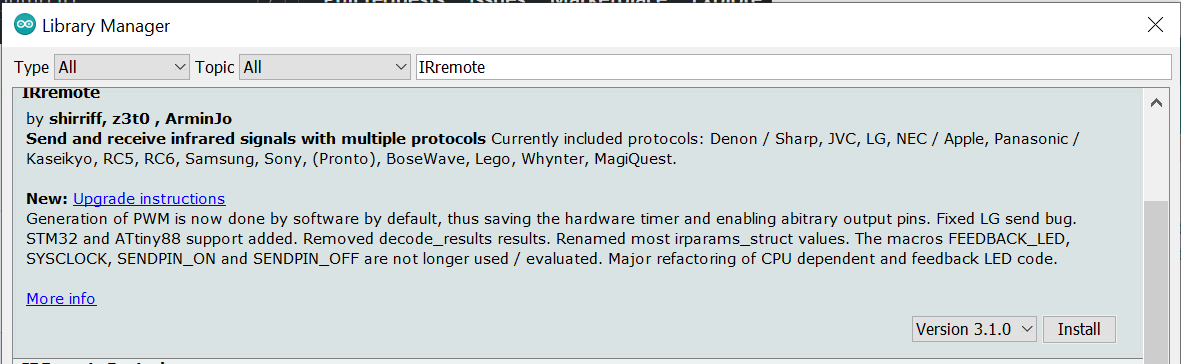 Library Manager
Type All Topic All IRremote
IRremote
by shirriff, z3t0 , ArminJo
Send and receive infrared signals with multiple protocols Currently included protocols: Denon / Sharp, JVC, LG, NEC / Apple, Panasonic /
Kaseikyo, RC5, RC6, Samsung, Sony, (Pronto), BoseWave, Lego, Whynter, MagiQuest.
New: Upgrade instructions
Generation of PWM is now done by software by default, thus saving the hardware timer and enabling abitrary output pins. Fixed LG send bug.
STM32 and ATtiny88 support added. Removed decode_results results. Renamed most irparams_struct values. The macros FEEDBACK_LED,
SYSCLOCK, SENDPIN_ON and SENDPIN_OFF are not longer used / evaluated. Major refactoring of CPU dependent and feedback LED code.
More info
Version 3.1.0 Install